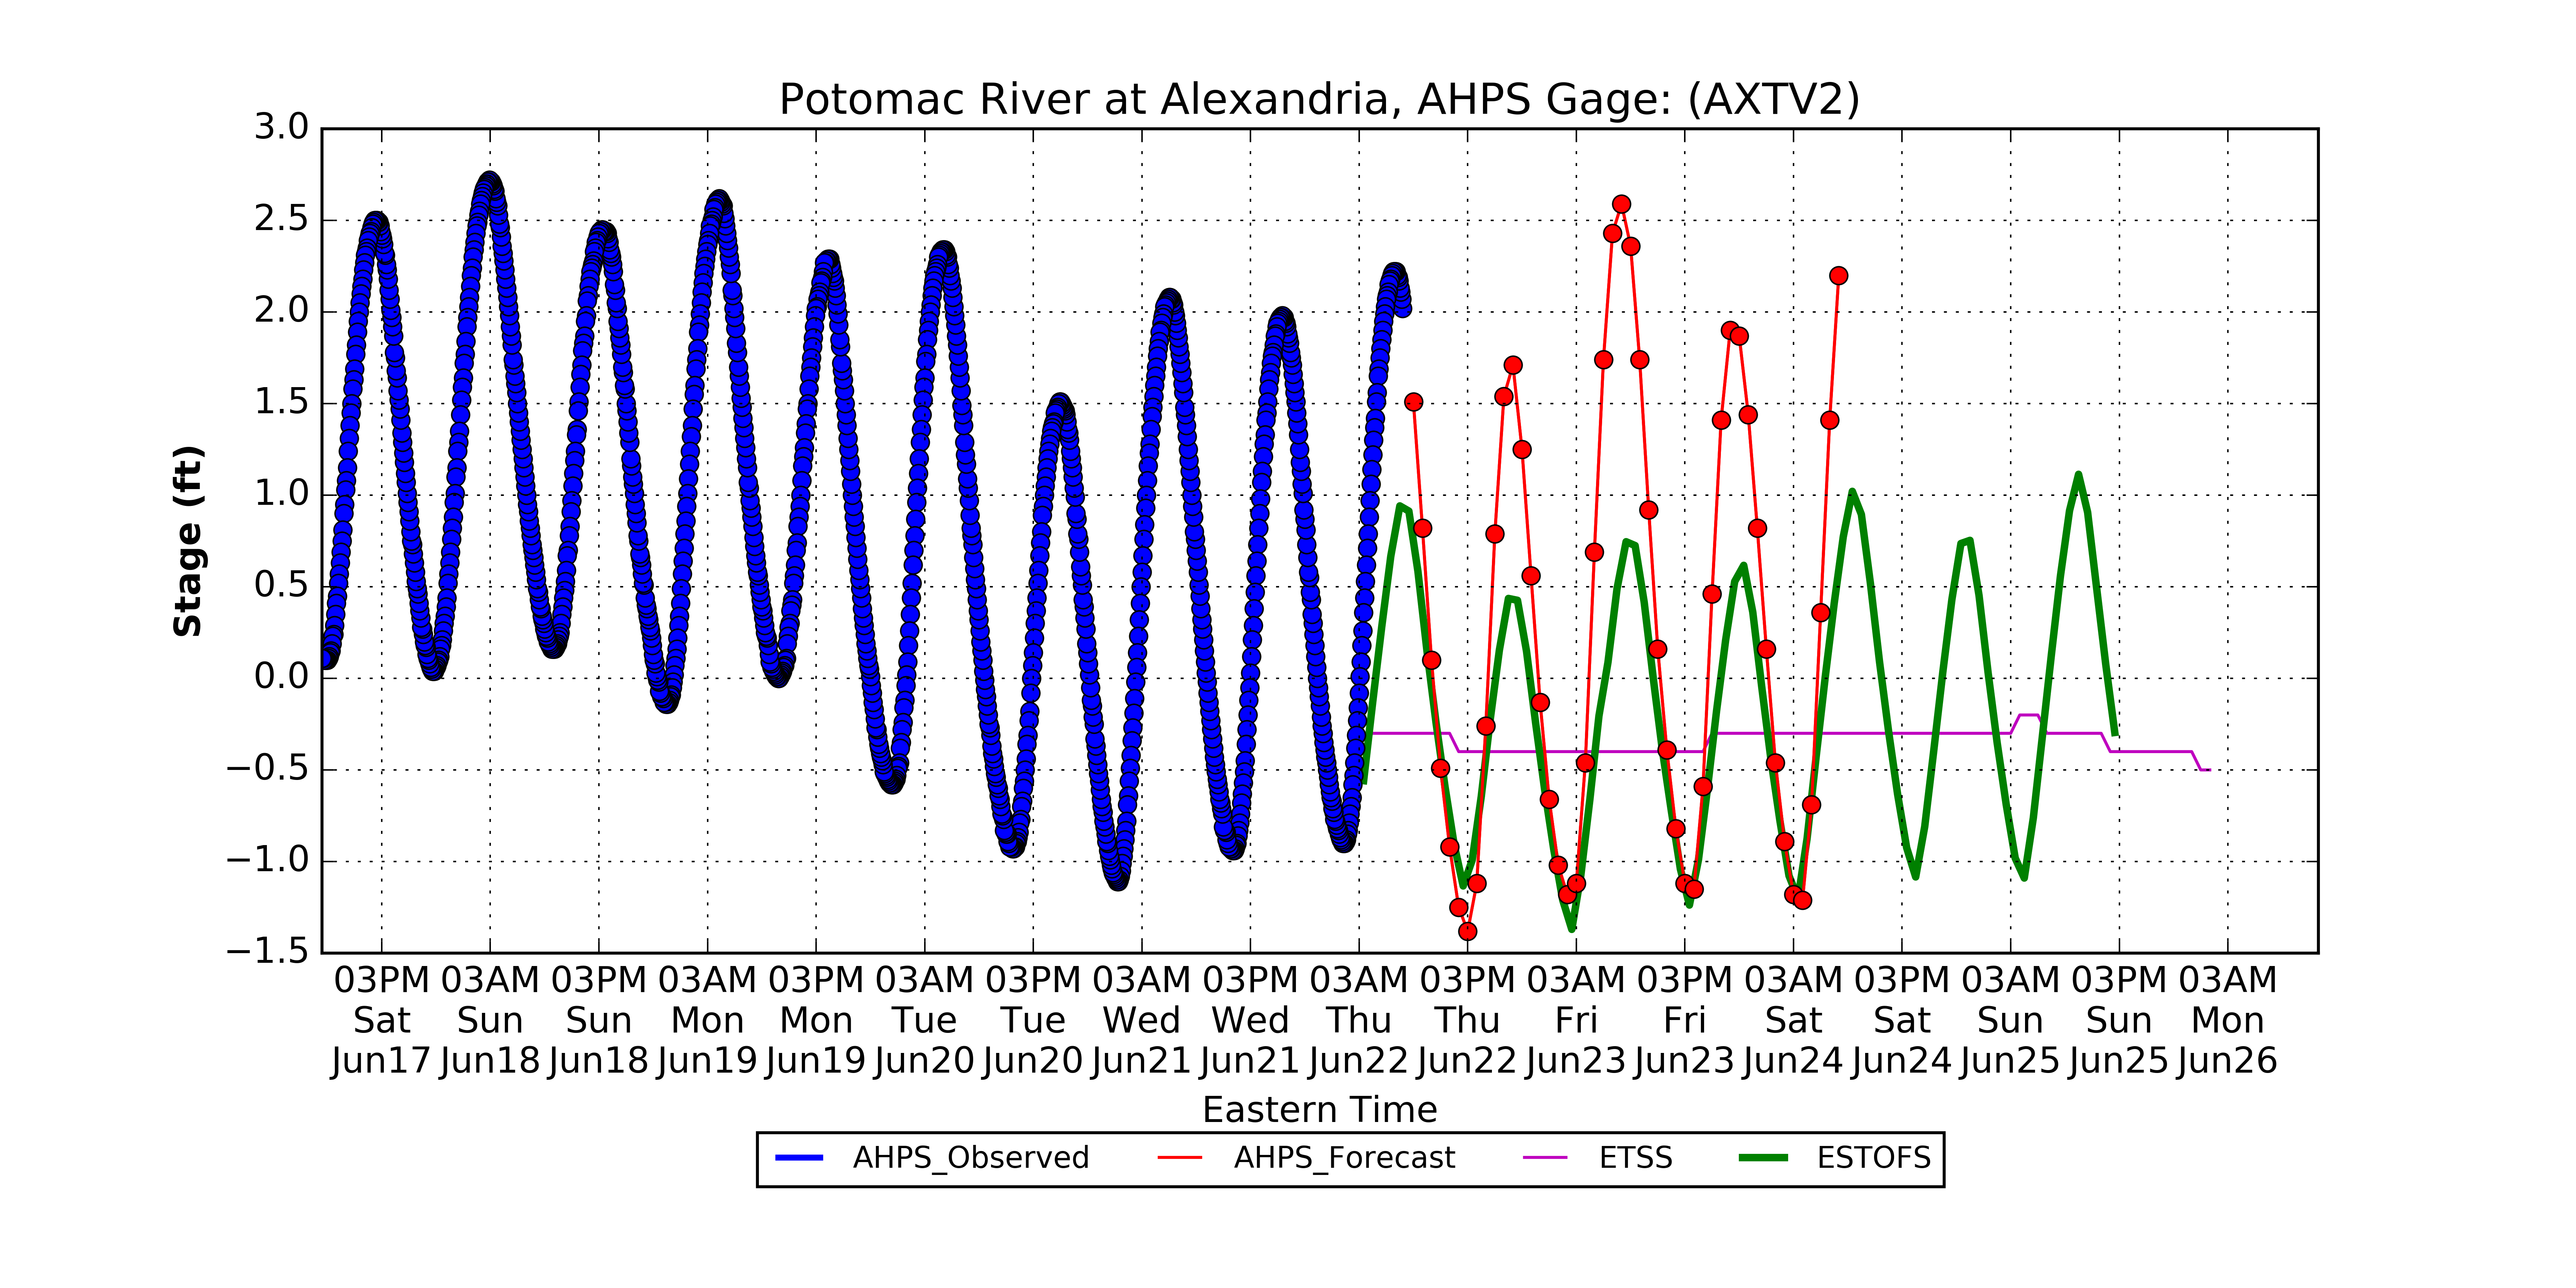 Potomac River at Alexandria, AHPS Gage: (AXTV2)
3.0
2.5
2.0
1.5
1.0
0.5
0.0
−0.5
−1.0
−1.5
Stage (ft)
03PM 03AM 03PM 03AM 03PM 03AM 03PM 03AM 03PM 03AM 03PM 03AM 03PM 03AM 03PM 03AM 03PM 03AM
Sat Sun Sun Mon Mon Tue Tue Wed Wed Thu Thu Fri Fri Sat Sat Sun Sun Mon
Jun17 Jun18 Jun18 Jun19 Jun19 Jun20 Jun20 Jun21 Jun21 Jun22 Jun22 Jun23 Jun23 Jun24 Jun24 Jun25 Jun25 Jun26
Eastern Time
AHPS_Observed AHPS_Forecast ETSS ESTOFS